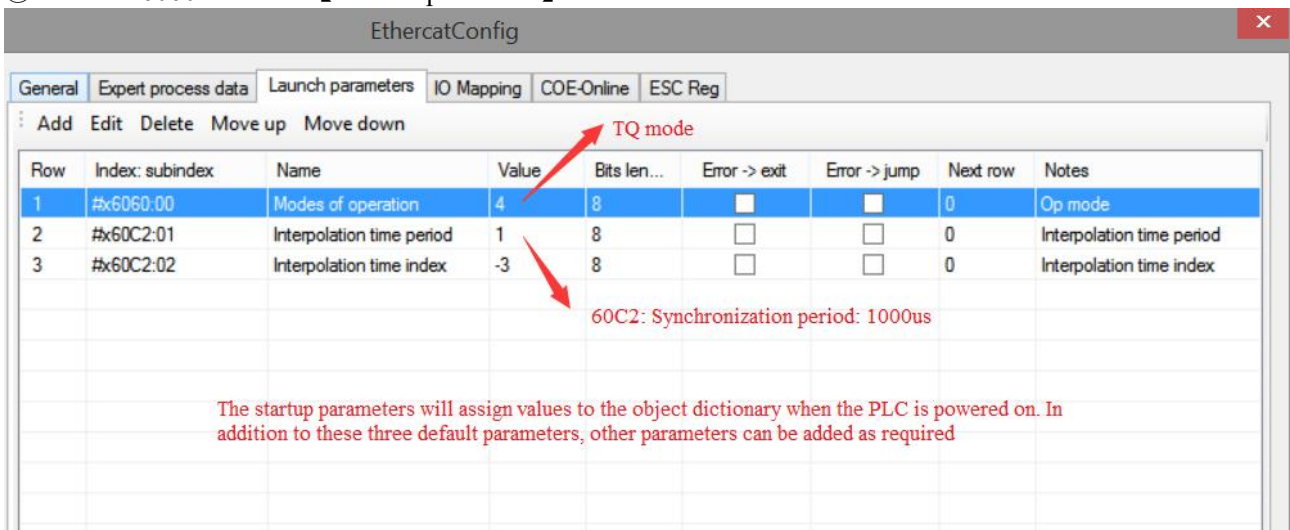 EthercatConfig
General Expert process data Launch parameters IO Mapping COE-Online ESC Reg
Add Edit Delete Move up Move down
TQ mode
Row Index: subindex Name Value Bits len... Error -> exit Error -> jump Next row Notes
1 #x6060:00 Modes of operation 4 8 0 Op mode
2 #x60C2:01 Interpolation time period 1 8 0 Interpolation time period
3 #x60C2:02 Interpolation time index -3 8 0 Interpolation time index
60C2: Synchronization period: 1000us
The startup parameters will assign values to the object dictionary when the PLC is powered on. In
addition to these three default parameters, other parameters can be added as required